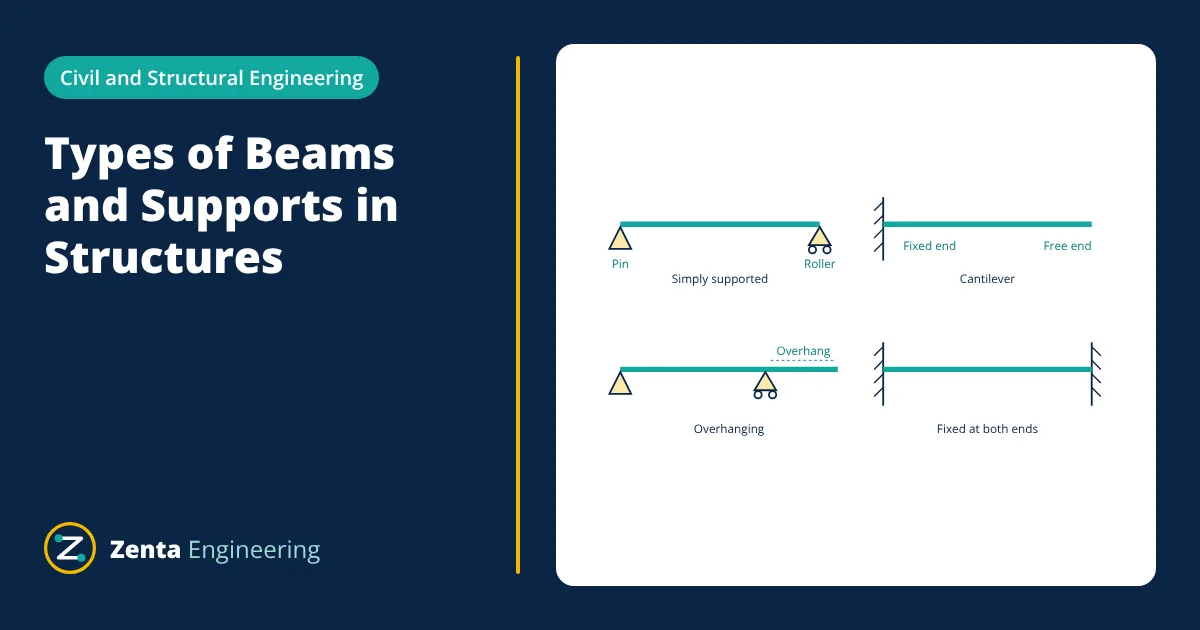 Civil and Structural Engineering
Types of Beams
and Supports in
Structures
Zenta Engineering
Pin
Roller
Simply supported
Fixed end
Free end
Cantilever
Overhang
Overhanging
Fixed at both ends